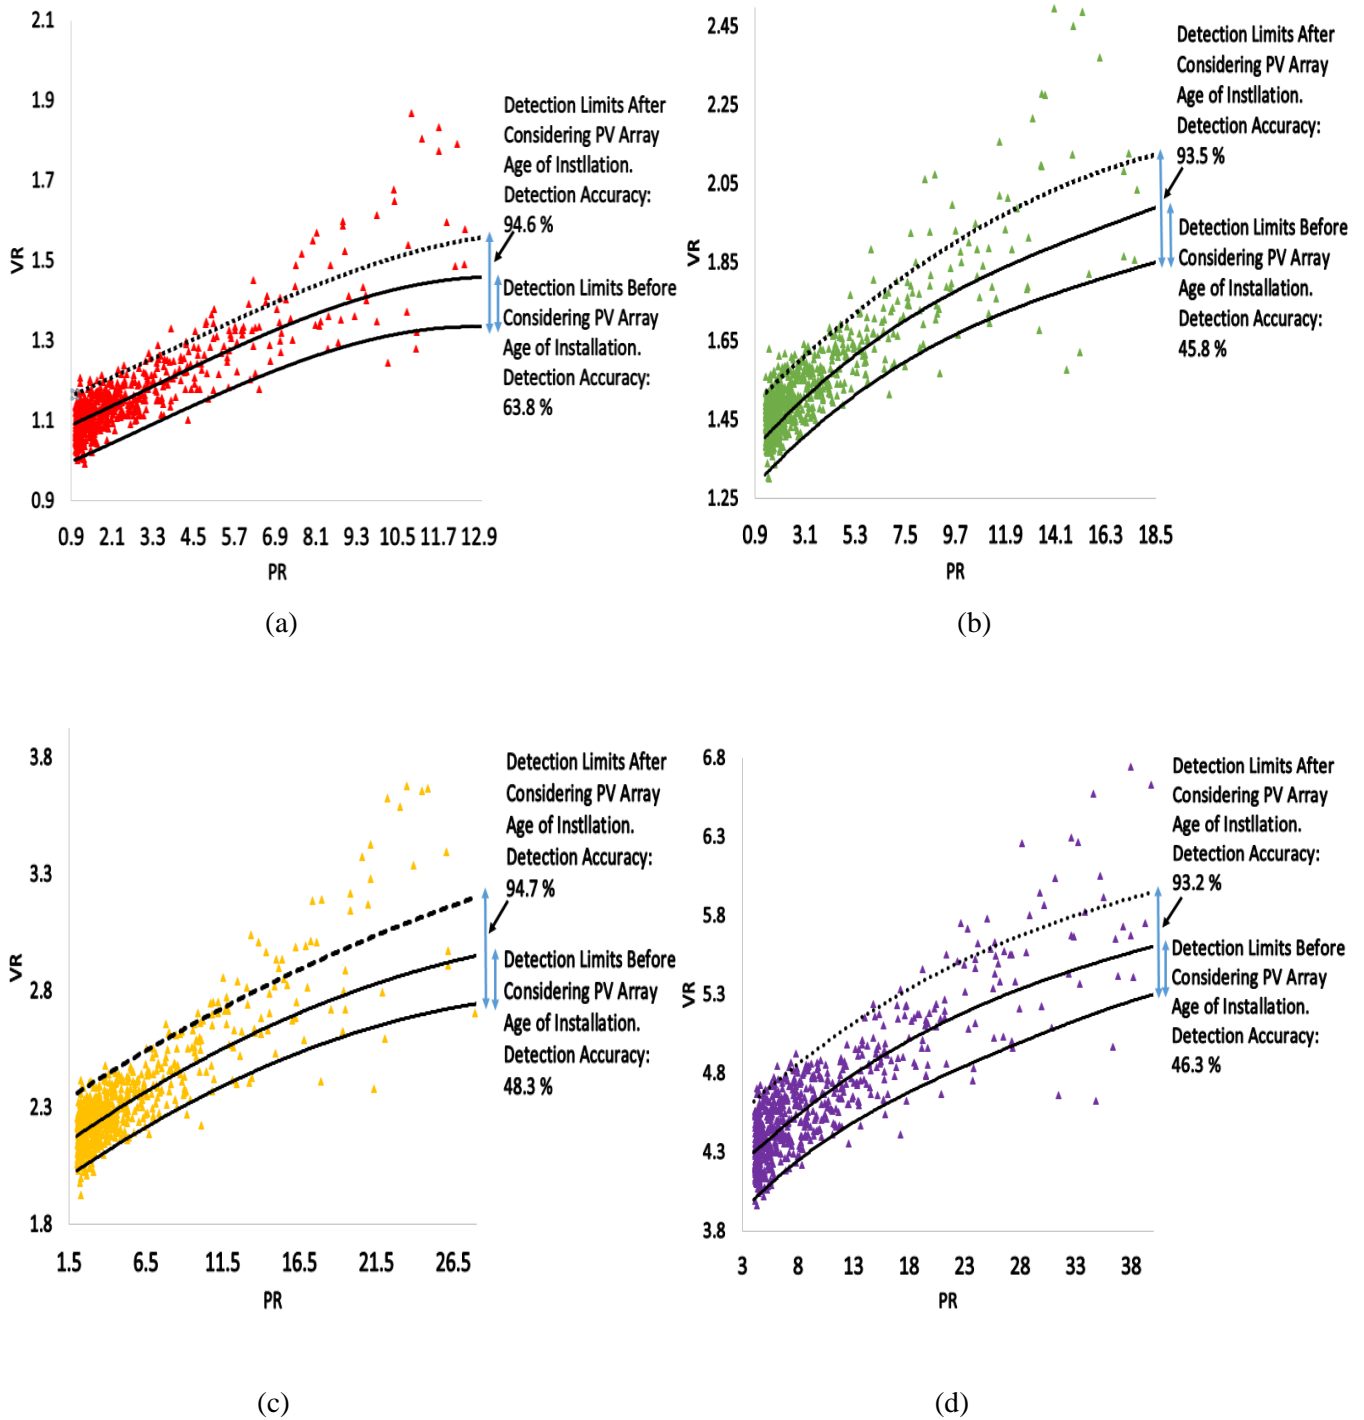 2.1
1.9
1.7
1.5
1.3
1.1
0.9
VR
0.9 2.1 3.3 4.5 5.7 6.9 8.1 9.3 10.5 11.7 12.9
PR
Detection Limits After
Considering PV Array
Age of Instllation.
Detection Accuracy:
94.6 %
Detection Limits Before
Considering PV Array
Age of Installation.
Detection Accuracy:
63.8 %
(a)
2.45
2.25
2.05
1.85
1.65
1.45
1.25
VR
0.9 3.1 5.3 7.5 9.7 11.9 14.1 16.3 18.5
PR
Detection Limits After
Considering PV Array
Age of Instllation.
Detection Accuracy:
93.5 %
Detection Limits Before
Considering PV Array
Age of Installation.
Detection Accuracy:
45.8 %
(b)
3.8
3.3
2.8
2.3
1.8
VR
1.5 6.5 11.5 16.5 21.5 26.5
PR
Detection Limits After
Considering PV Array
Age of Instllation.
Detection Accuracy:
94.7 %
Detection Limits Before
Considering PV Array
Age of Installation.
Detection Accuracy:
48.3 %
(c)
6.8
6.3
5.8
5.3
4.8
4.3
3.8
VR
3 8 13 18 23 28 33 38
PR
Detection Limits After
Considering PV Array
Age of Instllation.
Detection Accuracy:
93.2 %
Detection Limits Before
Considering PV Array
Age of Installation.
Detection Accuracy:
46.3 %
(d)